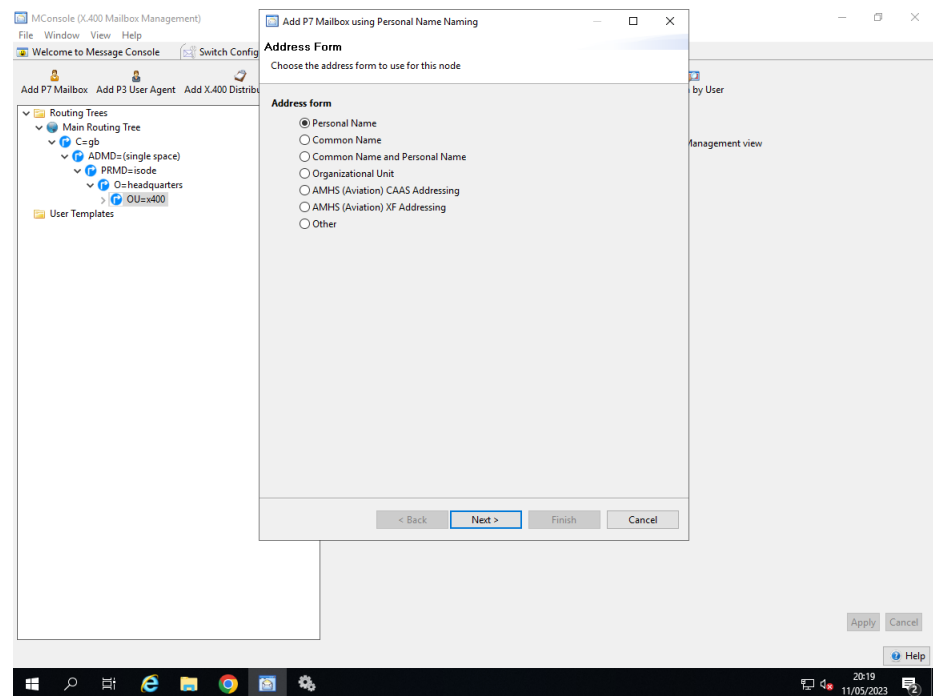 MConsole (X.400 Mailbox Management)
File Window View Help
Welcome to Message Console
Switch Config
Add P7 Mailbox Add P3 User Agent Add X.400 Distribu
by User
Routing Trees
Main Routing Tree
C=gb
ADMD=(single space)
PRMD=isode
O=headquarters
OU=x400
User Templates
Add P7 Mailbox using Personal Name Naming
Address Form
Choose the address form to use for this node
Address form
Personal Name
Common Name
Common Name and Personal Name
Organizational Unit
AMHS (Aviation) CAAS Addressing
AMHS (Aviation) XF Addressing
Other
< Back Next > Finish Cancel
Management view
Apply Cancel
Help
20:19
11/05/2023
2